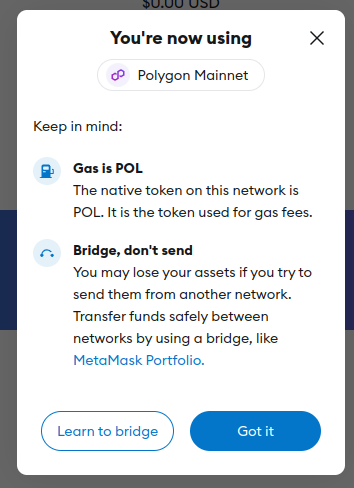 $0.00 USD
You're now using
Polygon Mainnet
Keep in mind:
Gas is POL
The native token on this network is
POL. It is the token used for gas fees.
Bridge, don't send
You may lose your assets if you try to
send them from another network.
Transfer funds safely between
networks by using a bridge, like
MetaMask Portfolio.
Learn to bridge
Got it